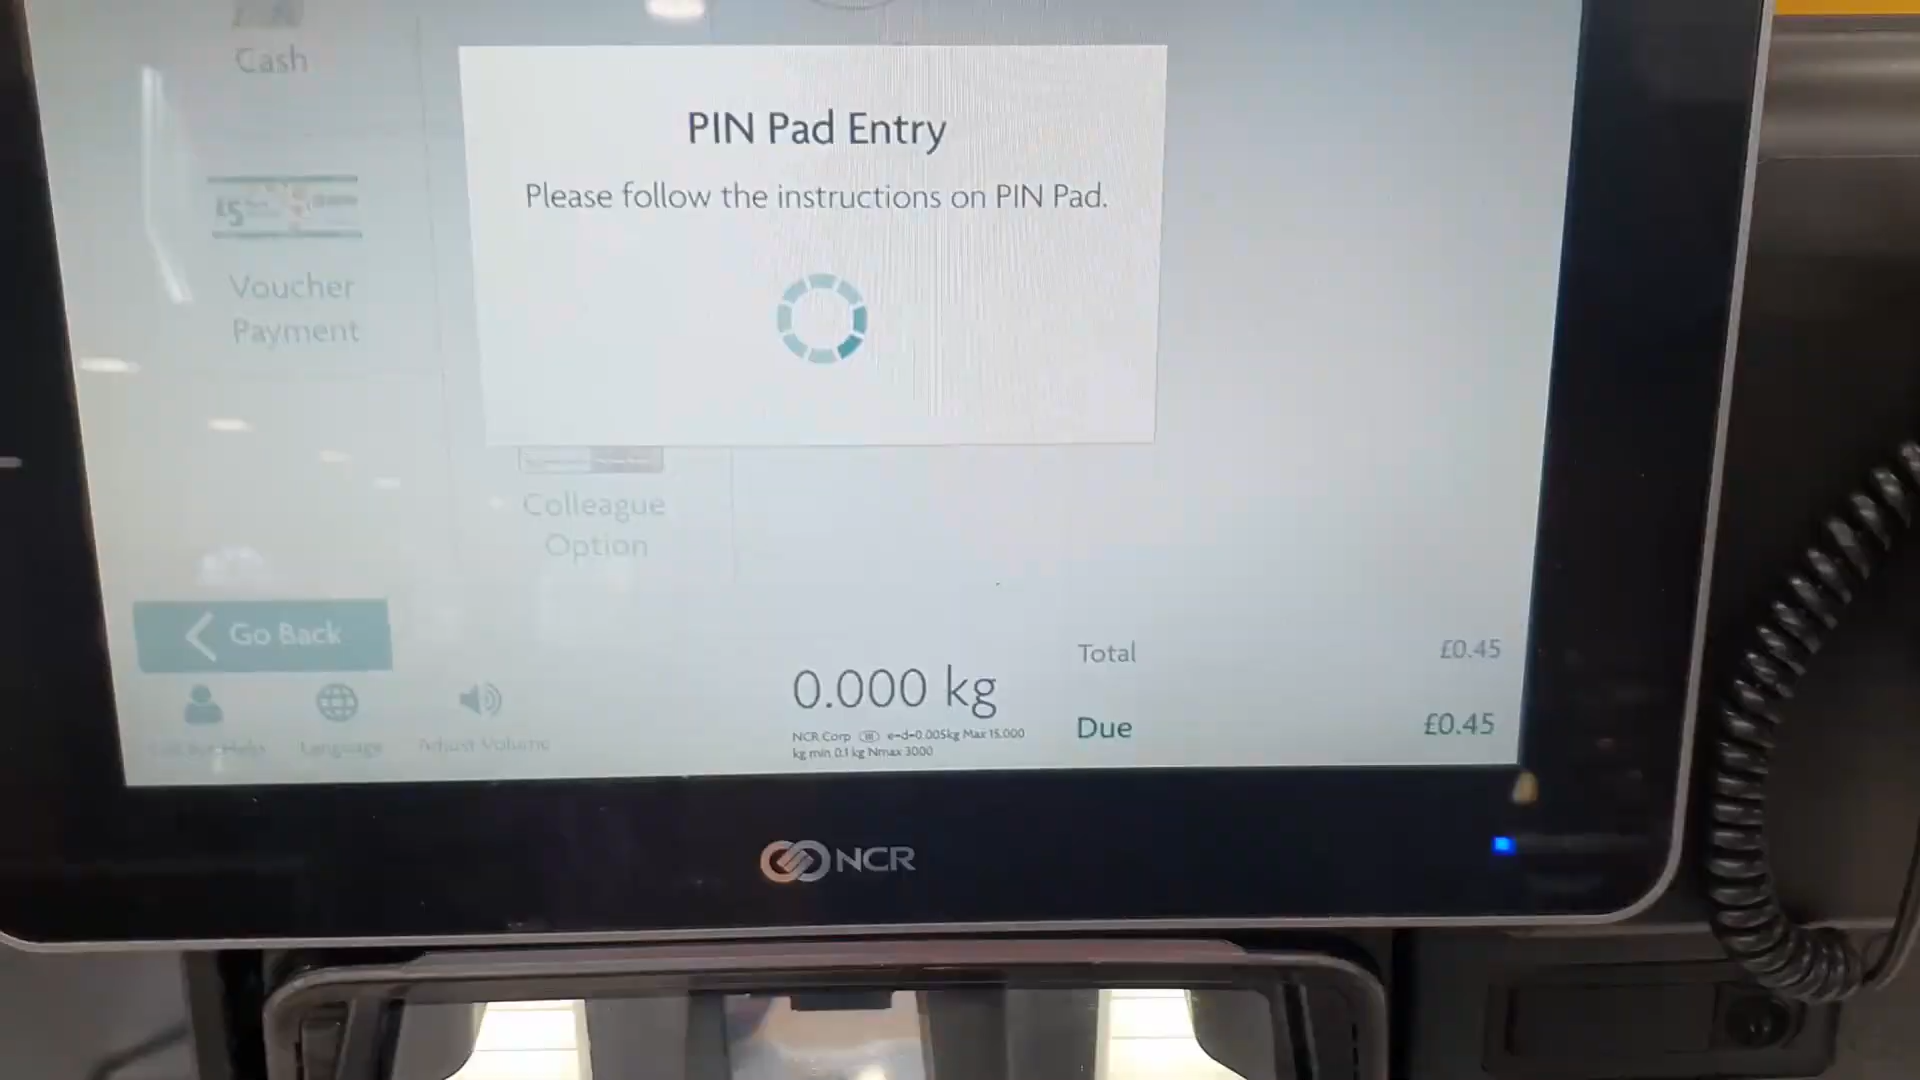 Cash
PIN Pad Entry
Please follow the instructions on PIN Pad.
£5
Voucher
Payment
Colleague
Option
Go Back
Language
Adjust Volume
0.000 kg
NCR Corp III e=d=0.005kg Max 15.000
kg min 0.1 kg Nmax 3000
Total £0.45
Due £0.45
NCR